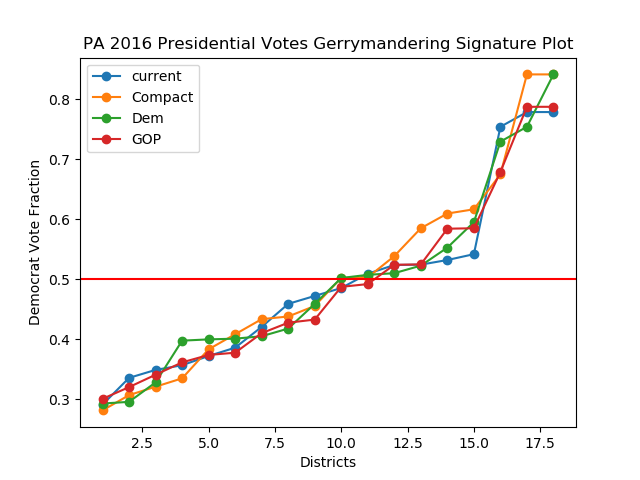 PA 2016 Presidential Votes Gerrymandering Signature Plot
current
Compact
Dem
GOP
0.8
0.7
0.6
0.5
0.4
0.3
Democrat Vote Fraction
2.5 5.0 7.5 10.0 12.5 15.0 17.5
Districts